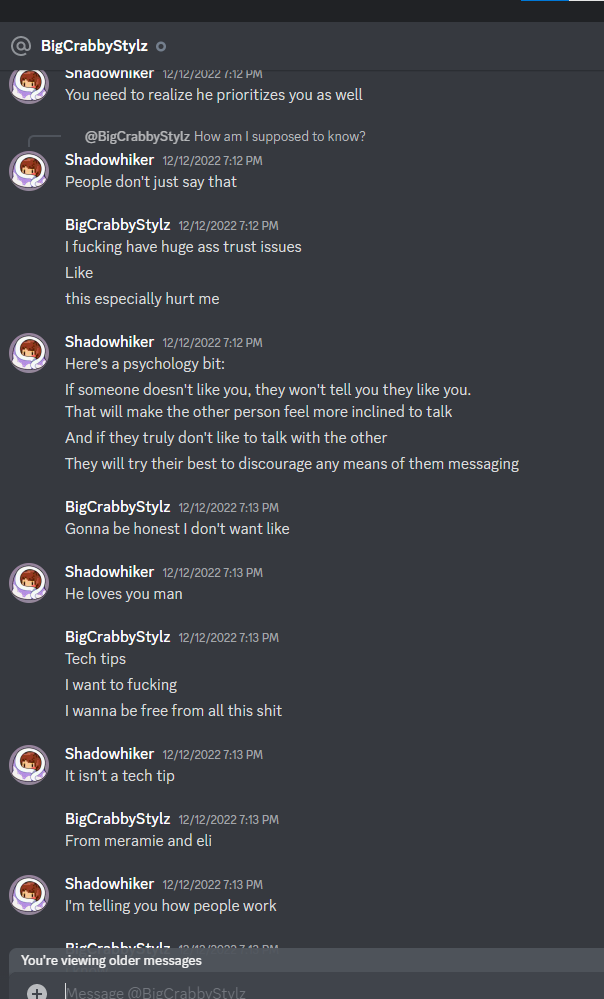 BigCrabbyStylz
Shadowhiker 12/12/2022 7:12 PM
You need to realize he prioritizes you as well
@BigCrabbyStylz How am I supposed to know?
Shadowhiker 12/12/2022 7:12 PM
People don't just say that
BigCrabbyStylz 12/12/2022 7:12 PM
I fucking have huge ass trust issues
Like
this especially hurt me
Shadowhiker 12/12/2022 7:12 PM
Here's a psychology bit:
If someone doesn't like you, they won't tell you they like you.
That will make the other person feel more inclined to talk
And if they truly don't like to talk with the other
They will try their best to discourage any means of them messaging
BigCrabbyStylz 12/12/2022 7:13 PM
Gonna be honest I don't want like
Shadowhiker 12/12/2022 7:13 PM
He loves you man
BigCrabbyStylz 12/12/2022 7:13 PM
Tech tips
I want to fucking
I wanna be free from all this shit
Shadowhiker 12/12/2022 7:13 PM
It isn't a tech tip
BigCrabbyStylz 12/12/2022 7:13 PM
From meramie and eli
Shadowhiker 12/12/2022 7:13 PM
I'm telling you how people work
BigCrabbyStylz 12/12/2022 7:13 PM
You're viewing older messages
Message @BigCrabbyStylz